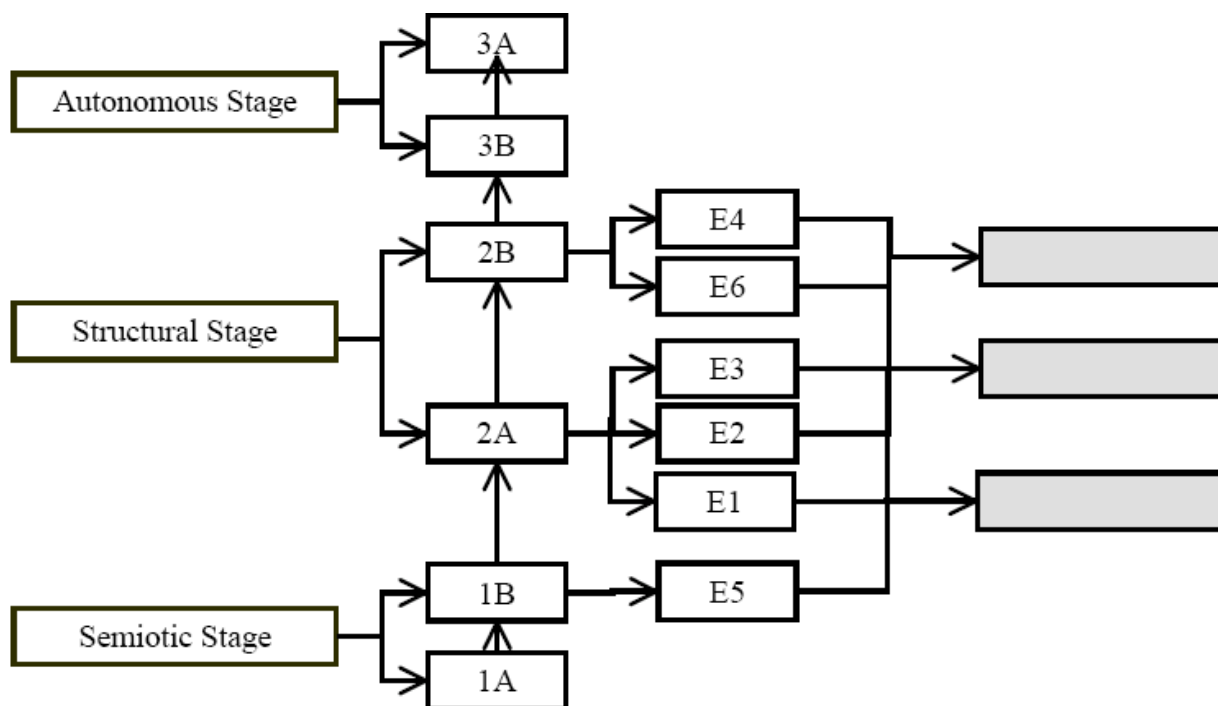 3A
Autonomous Stage
3B
E4
2B
E6
Structural Stage
E3
2A
E2
E1
1B
E5
Semiotic Stage
1A